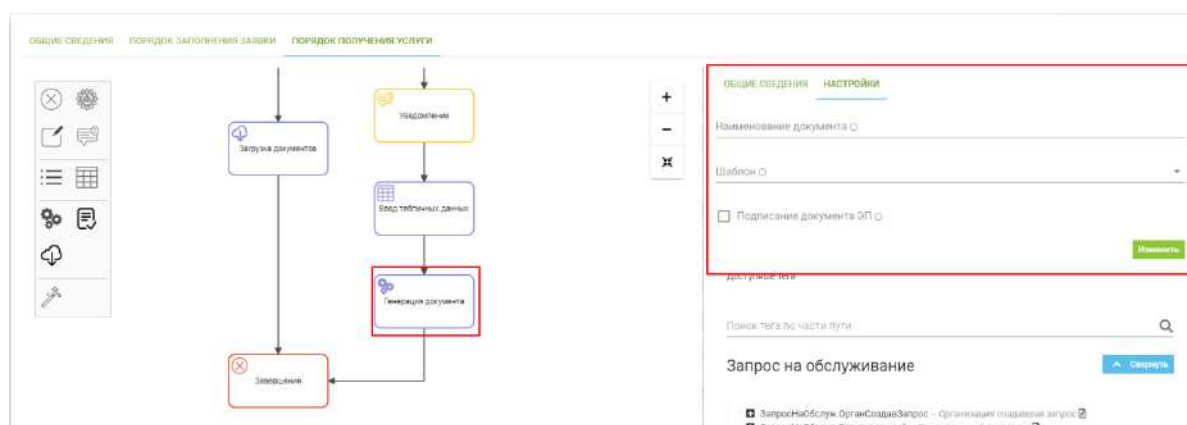 ОБЩИЕ СВЕДЕНИЯ ПОРЯДОК ЗАПОЛНЕНИЯ ЗАЯВКИ ПОРЯДОК ПОЛУЧЕНИЯ УСЛУГИ
Уведомление
Загрузка документов
Ввод табличных данных
Генерация документа
Завершение
+
−
ОБЩИЕ СВЕДЕНИЯ НАСТРОЙКИ
Наименование документа
Шаблон
Подписание документа ЭП
Изменить
Доступные теги
Поиск тега по части пути
Запрос на обслуживание
Свернуть
ЗапросНаОбслуж.ОрганСоздавЗапрос – Организация создавшая запрос